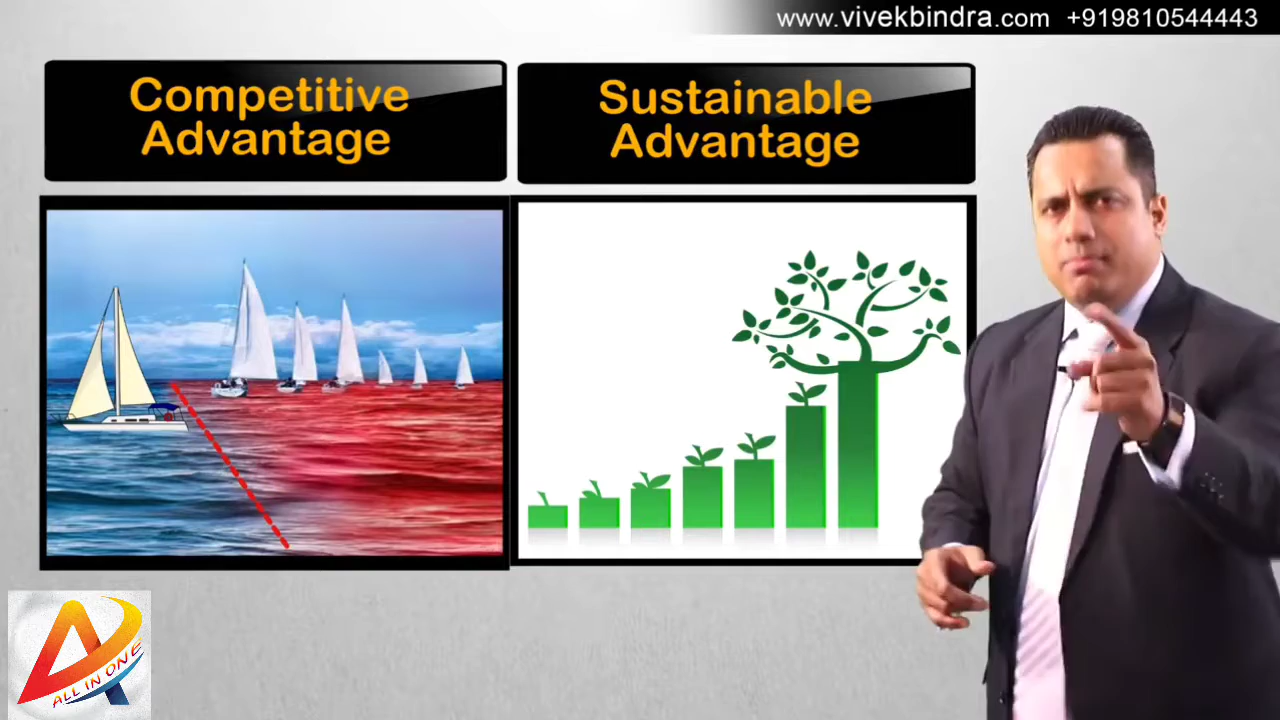 www.vivekbindra.com +919810544443
Competitive
Advantage
Sustainable
Advantage
ALL IN ONE